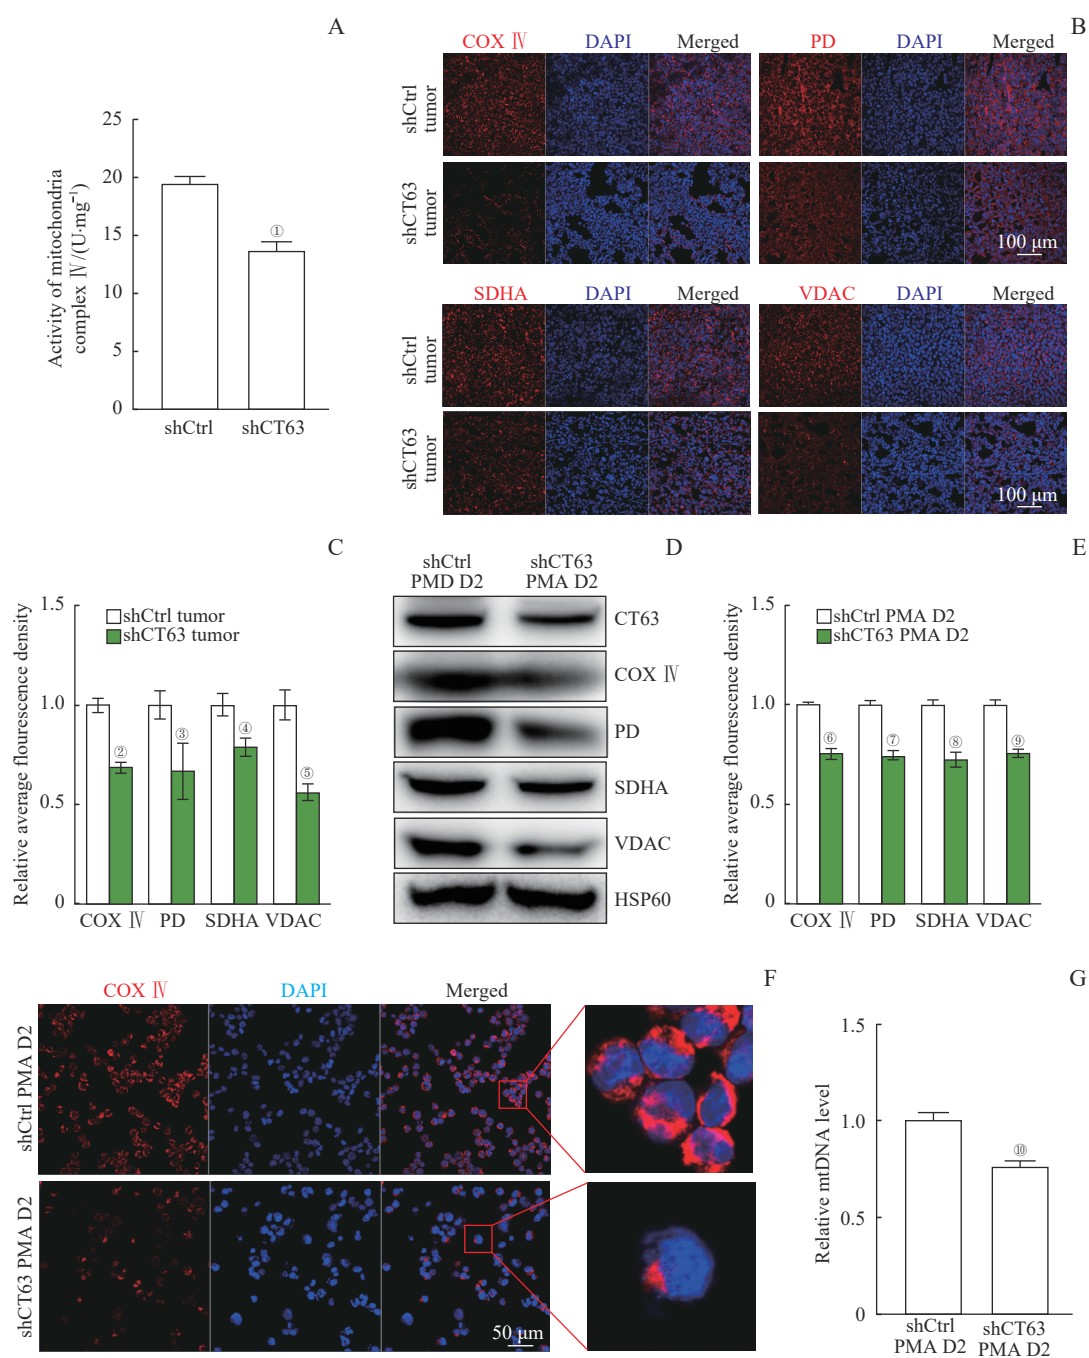 A
Activity of mitochondria
complex Ⅳ/(U·mg⁻¹)
25
20
15
10
5
0
①
shCtrl
shCT63
B
COX Ⅳ
DAPI
Merged
PD
DAPI
Merged
shCtrl
tumor
shCT63
tumor
100 μm
SDHA
DAPI
Merged
VDAC
DAPI
Merged
shCtrl
tumor
shCT63
tumor
100 μm
C
Relative average flourescence density
1.5
1.0
0.5
0
shCtrl tumor
shCT63 tumor
②
③
④
⑤
COX Ⅳ
PD
SDHA
VDAC
D
shCtrl
PMD D2
shCT63
PMA D2
CT63
COX Ⅳ
PD
SDHA
VDAC
HSP60
E
Relative average flourescence density
1.5
1.0
0.5
0
shCtrl PMA D2
shCT63 PMA D2
⑥
⑦
⑧
⑨
COX Ⅳ
PD
SDHA
VDAC
F
COX Ⅳ
DAPI
Merged
shCtrl PMA D2
shCT63 PMA D2
50 μm
G
Relative mtDNA level
1.5
1.0
0.5
0
⑩
shCtrl
PMA D2
shCT63
PMA D2